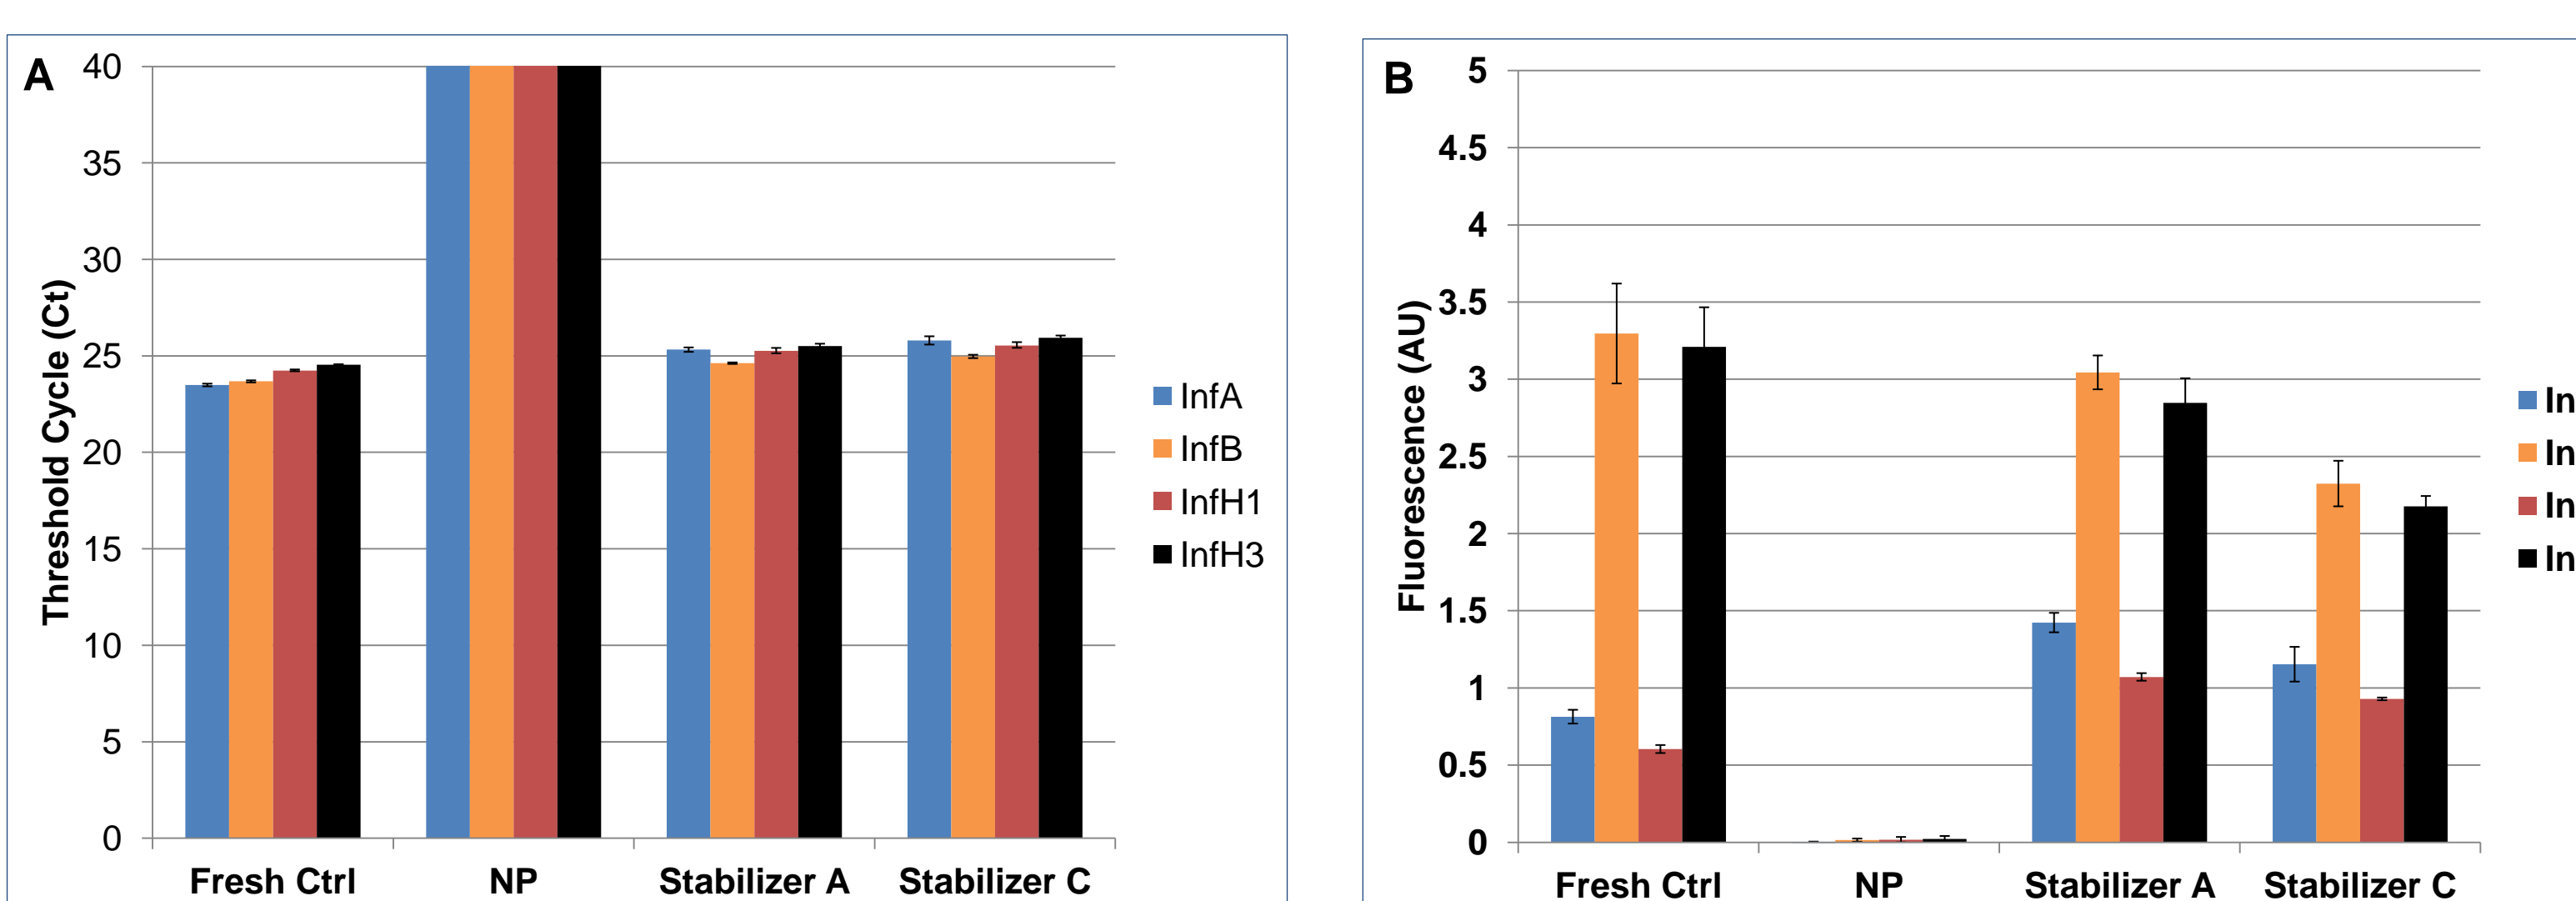 A
40
35
30
25
20
15
10
5
0
Threshold Cycle (Ct)
Fresh Ctrl NP Stabilizer A Stabilizer C
InfA
InfB
InfH1
InfH3
B
5
4.5
4
3.5
3
2.5
2
1.5
1
0.5
0
Fluorescence (AU)
Fresh Ctrl NP Stabilizer A Stabilizer C
In
In
In
In